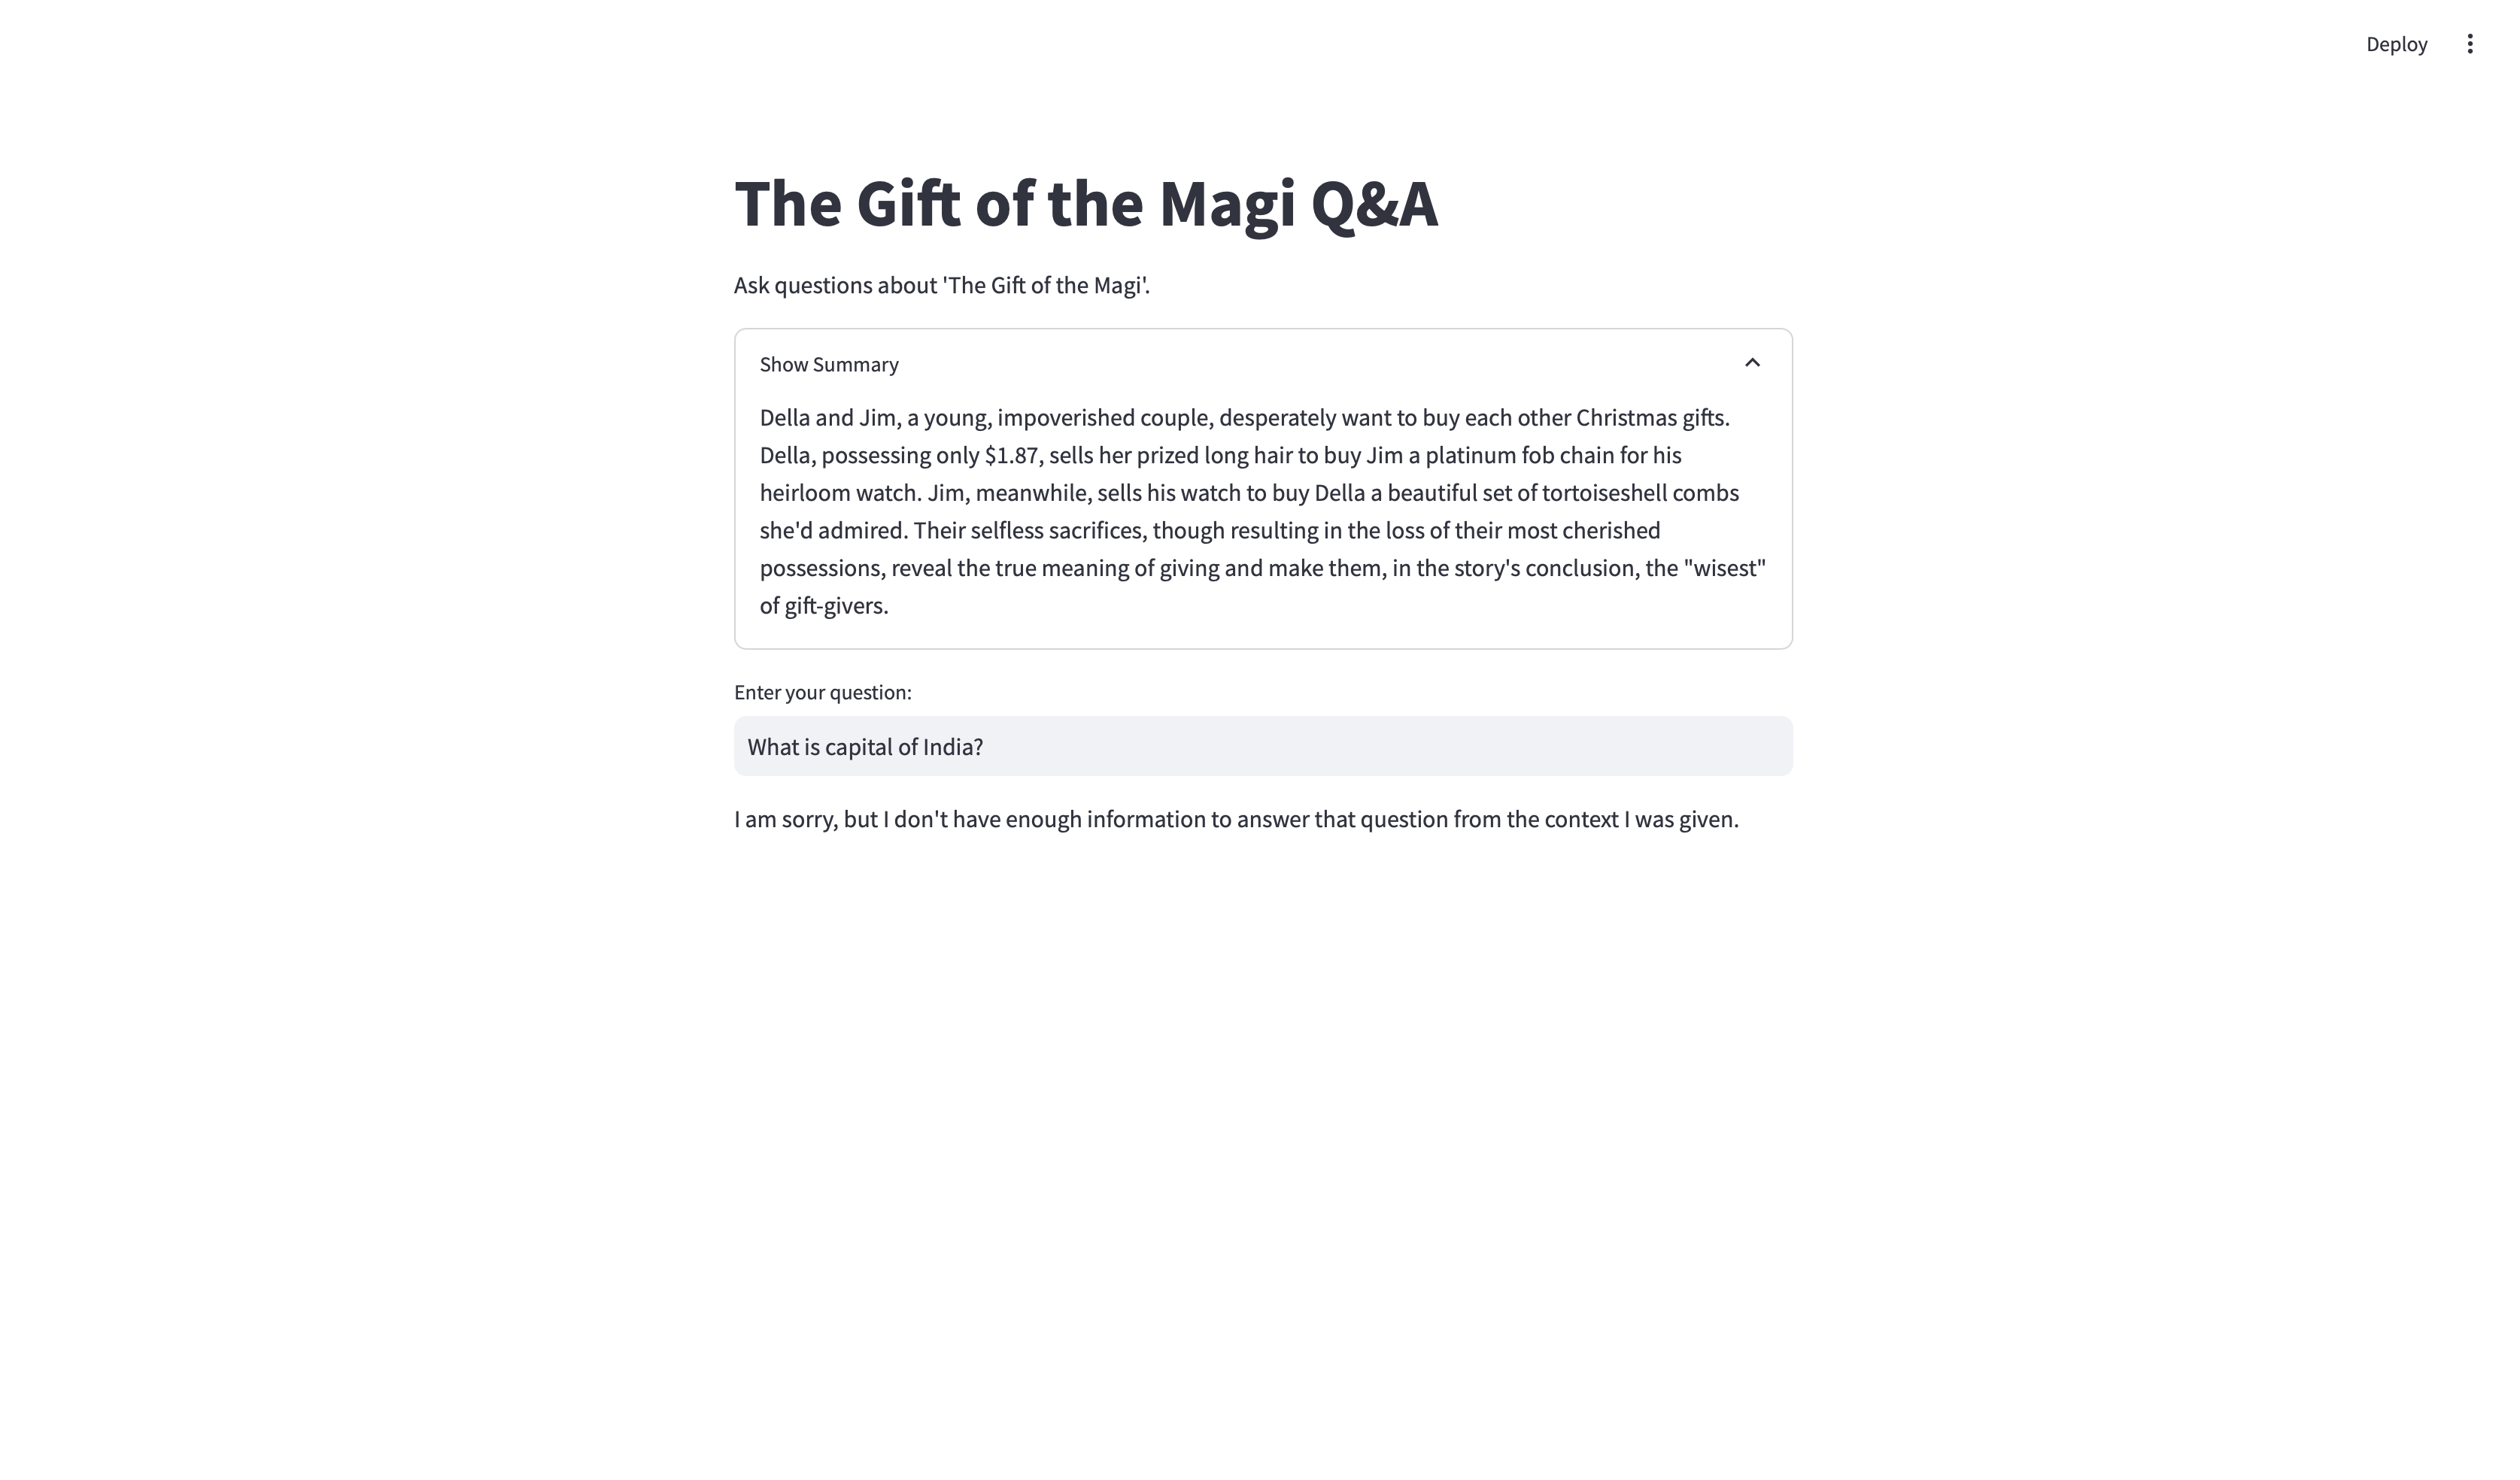 Deploy
The Gift of the Magi Q&A
Ask questions about 'The Gift of the Magi'.
Show Summary
Della and Jim, a young, impoverished couple, desperately want to buy each other Christmas gifts.
Della, possessing only $1.87, sells her prized long hair to buy Jim a platinum fob chain for his
heirloom watch. Jim, meanwhile, sells his watch to buy Della a beautiful set of tortoiseshell combs
she'd admired. Their selfless sacrifices, though resulting in the loss of their most cherished
possessions, reveal the true meaning of giving and make them, in the story's conclusion, the "wisest"
of gift-givers.
Enter your question:
What is capital of India?
I am sorry, but I don't have enough information to answer that question from the context I was given.